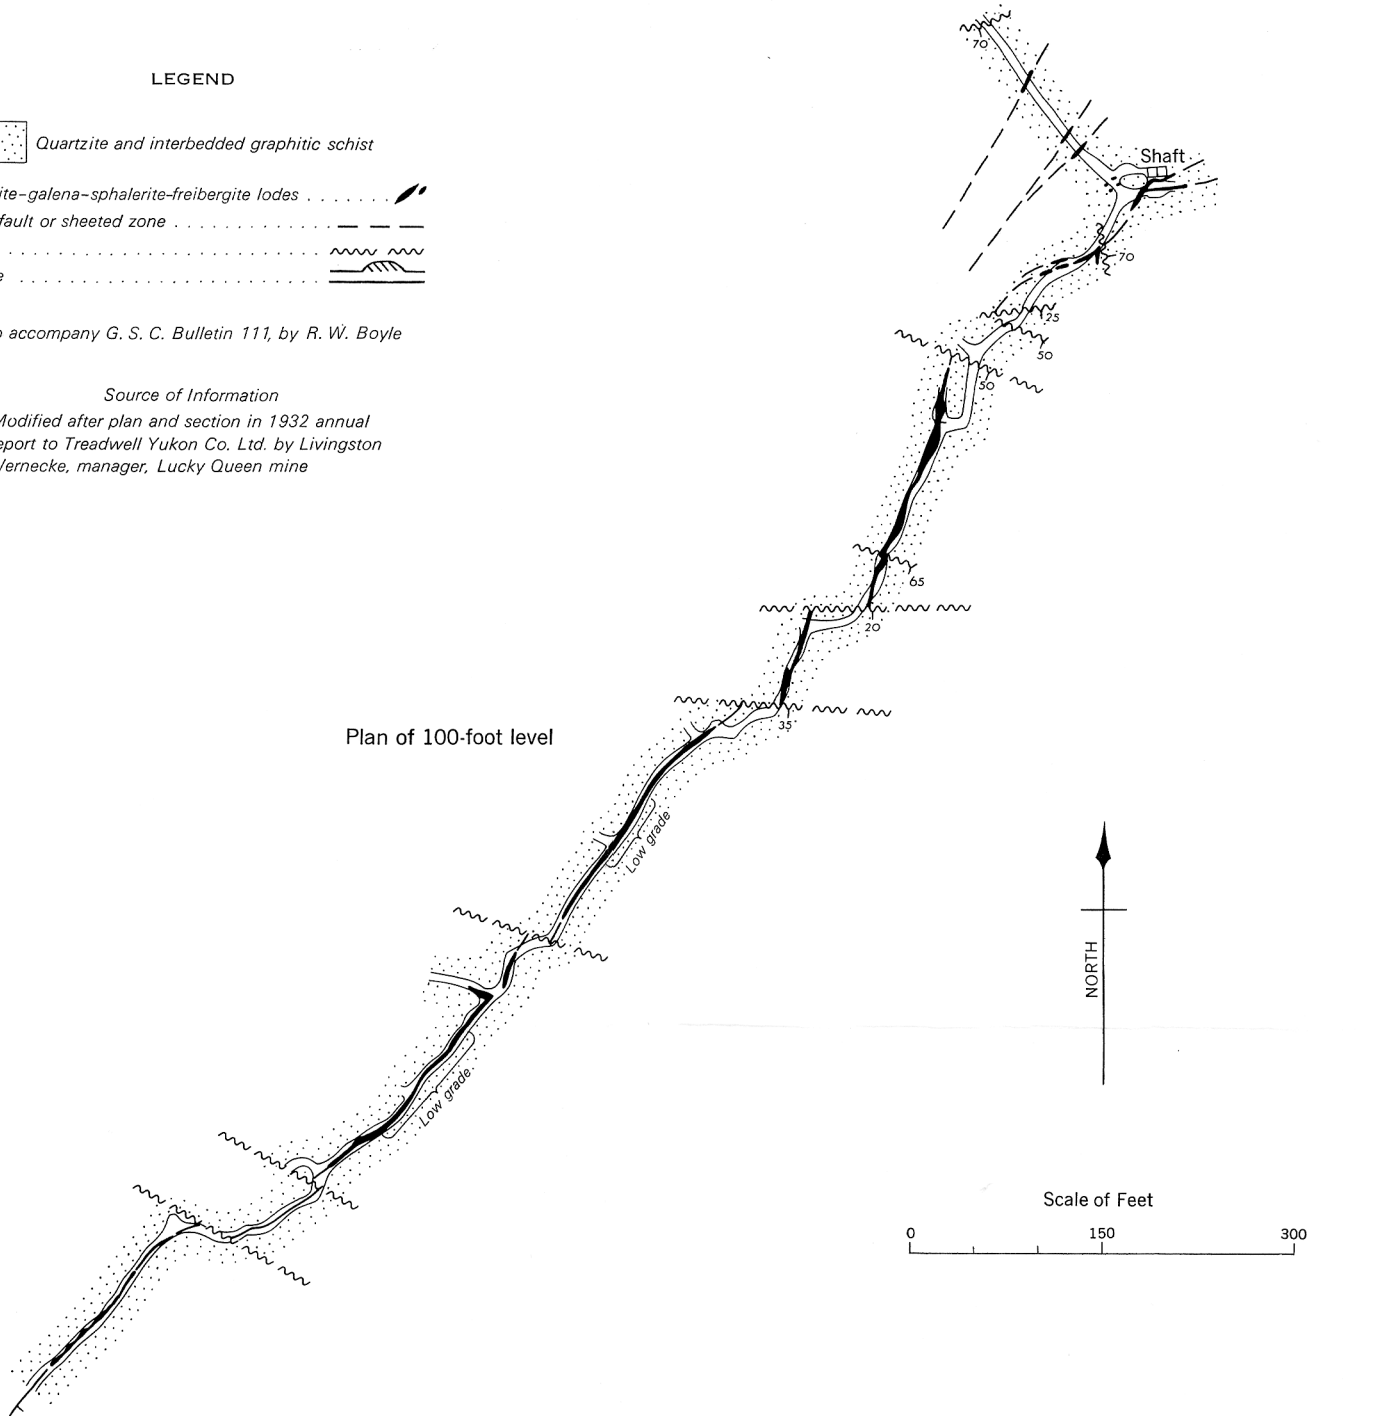 LEGEND
Quartzite and interbedded graphitic schist
ite-galena-sphalerite-freibergite lodes
fault or sheeted zone
e
o accompany G. S. C. Bulletin 111, by R. W. Boyle
Source of Information
Modified after plan and section in 1932 annual
eport to Treadwell Yukon Co. Ltd. by Livingston
Wernecke, manager, Lucky Queen mine
70
Shaft
70
25
50
50
65
20
35
Plan of 100-foot level
Low grade
NORTH
Low grade
Scale of Feet
0 150 300